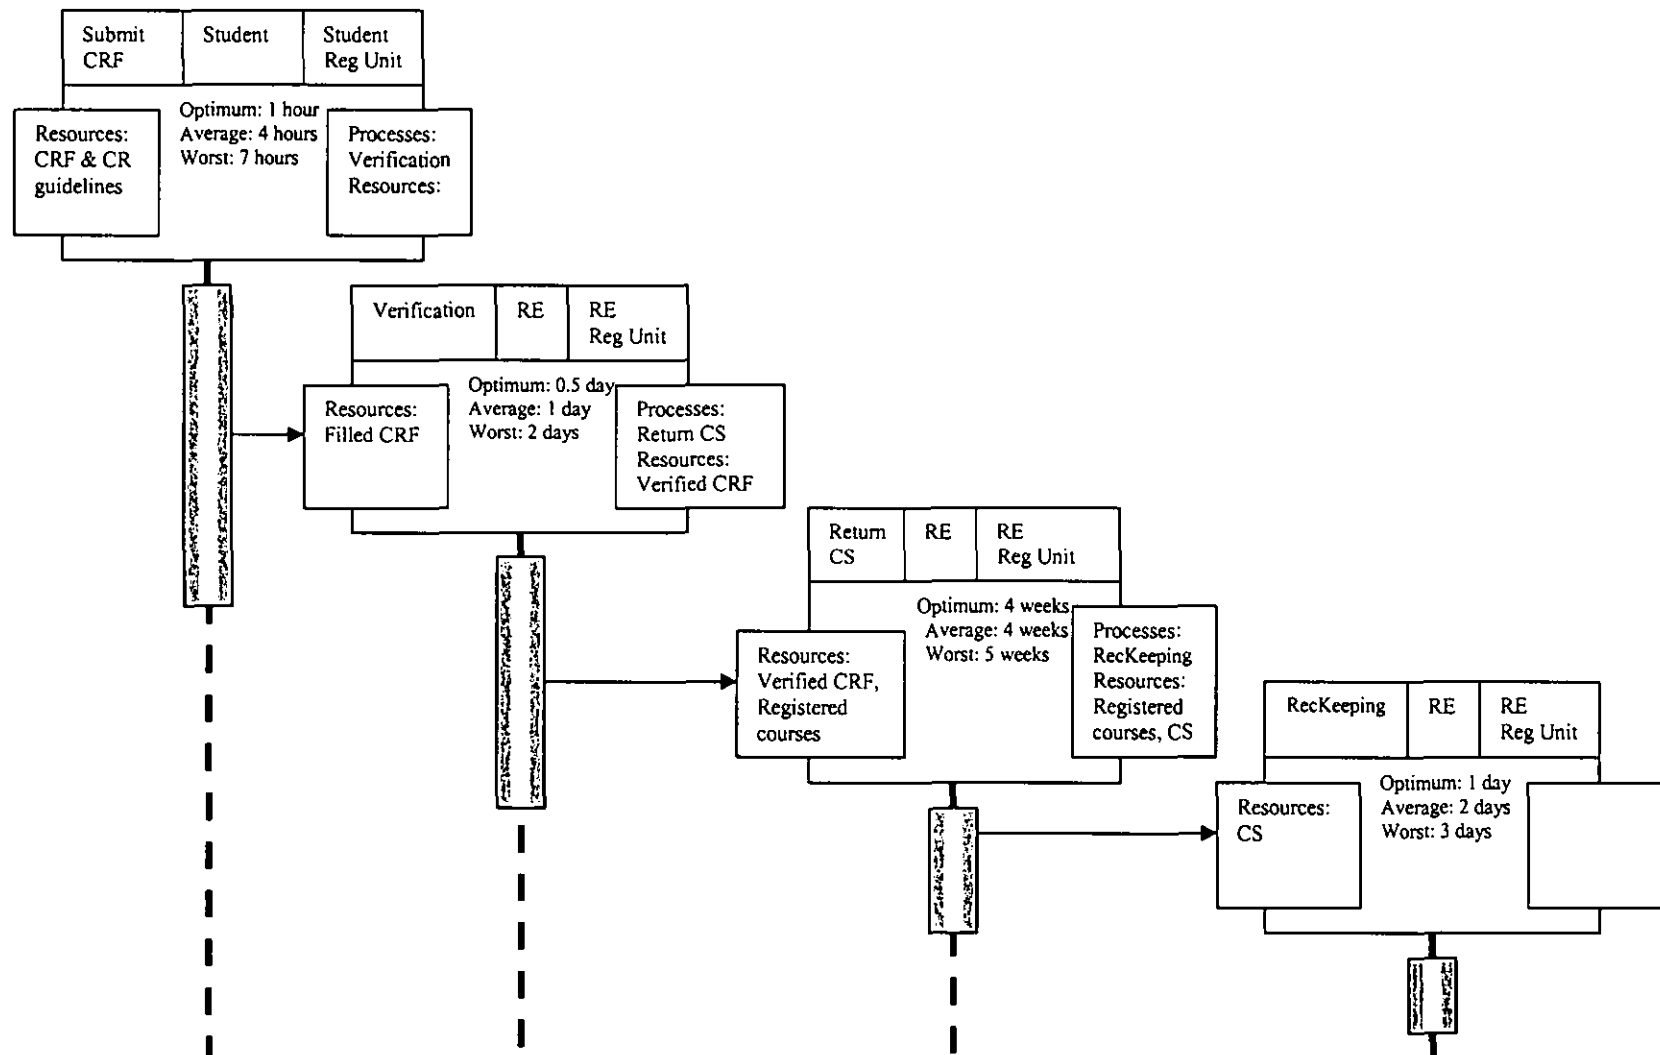 Submit
CRF
Student
Student
Reg Unit
Optimum: 1 hour
Average: 4 hours
Worst: 7 hours
Resources:
CRF & CR
guidelines
Processes:
Verification
Resources:
Verification
RE
RE
Reg Unit
Optimum: 0.5 day
Average: 1 day
Worst: 2 days
Resources:
Filled CRF
Processes:
Return CS
Resources:
Verified CRF
Return
CS
RE
RE
Reg Unit
Optimum: 4 weeks
Average: 4 weeks
Worst: 5 weeks
Resources:
Verified CRF,
Registered
courses
Processes:
RecKeeping
Resources:
Registered
courses, CS
RecKeeping
RE
RE
Reg Unit
Optimum: 1 day
Average: 2 days
Worst: 3 days
Resources:
CS